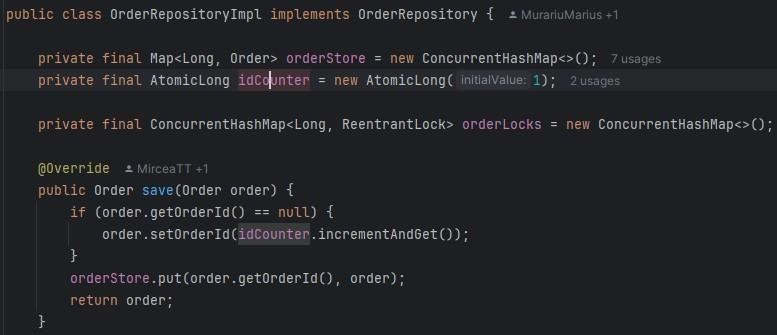 public class OrderRepositoryImpl implements OrderRepository { MurariuMarius +1
private final Map<Long, Order> orderStore = new ConcurrentHashMap<>(); 7 usages
private final AtomicLong idCounter = new AtomicLong( initialValue: 1); 2 usages
private final ConcurrentHashMap<Long, ReentrantLock> orderLocks = new ConcurrentHashMap<>();
@Override MirceaTT +1
public Order save(Order order) {
if (order.getOrderId() == null) {
order.setOrderId(idCounter.incrementAndGet());
}
orderStore.put(order.getOrderId(), order);
return order;
}